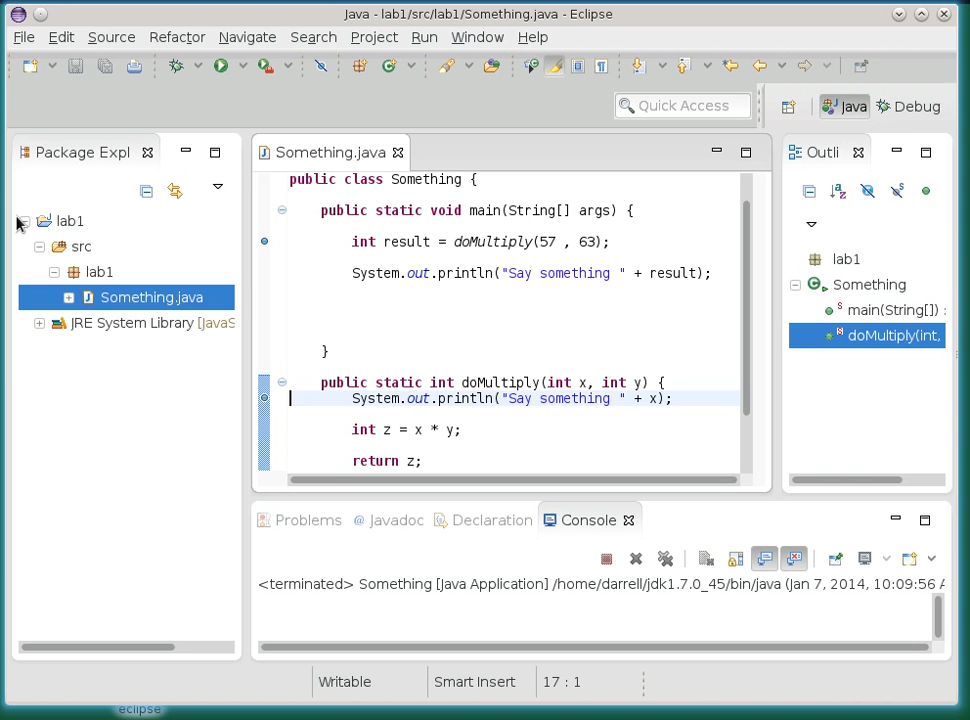 Java - lab1/src/lab1/Something.java - Eclipse
File Edit Source Refactor Navigate Search Project Run Window Help
Quick Access
Java
Debug
Package Expl
lab1
src
lab1
Something.java
JRE System Library [JavaS
Something.java
public class Something {
public static void main(String[] args) {
int result = doMultiply(57 , 63);
System.out.println("Say something " + result);
}
public static int doMultiply(int x, int y) {
System.out.println("Say something " + x);
int z = x * y;
return z;
Outli
lab1
Something
main(String[]) :
doMultiply(int,
Problems @ Javadoc Declaration Console
<terminated> Something [Java Application] /home/darrell/jdk1.7.0_45/bin/java (Jan 7, 2014, 10:09:56 A
Writable
Smart Insert
17 : 1
eclipse